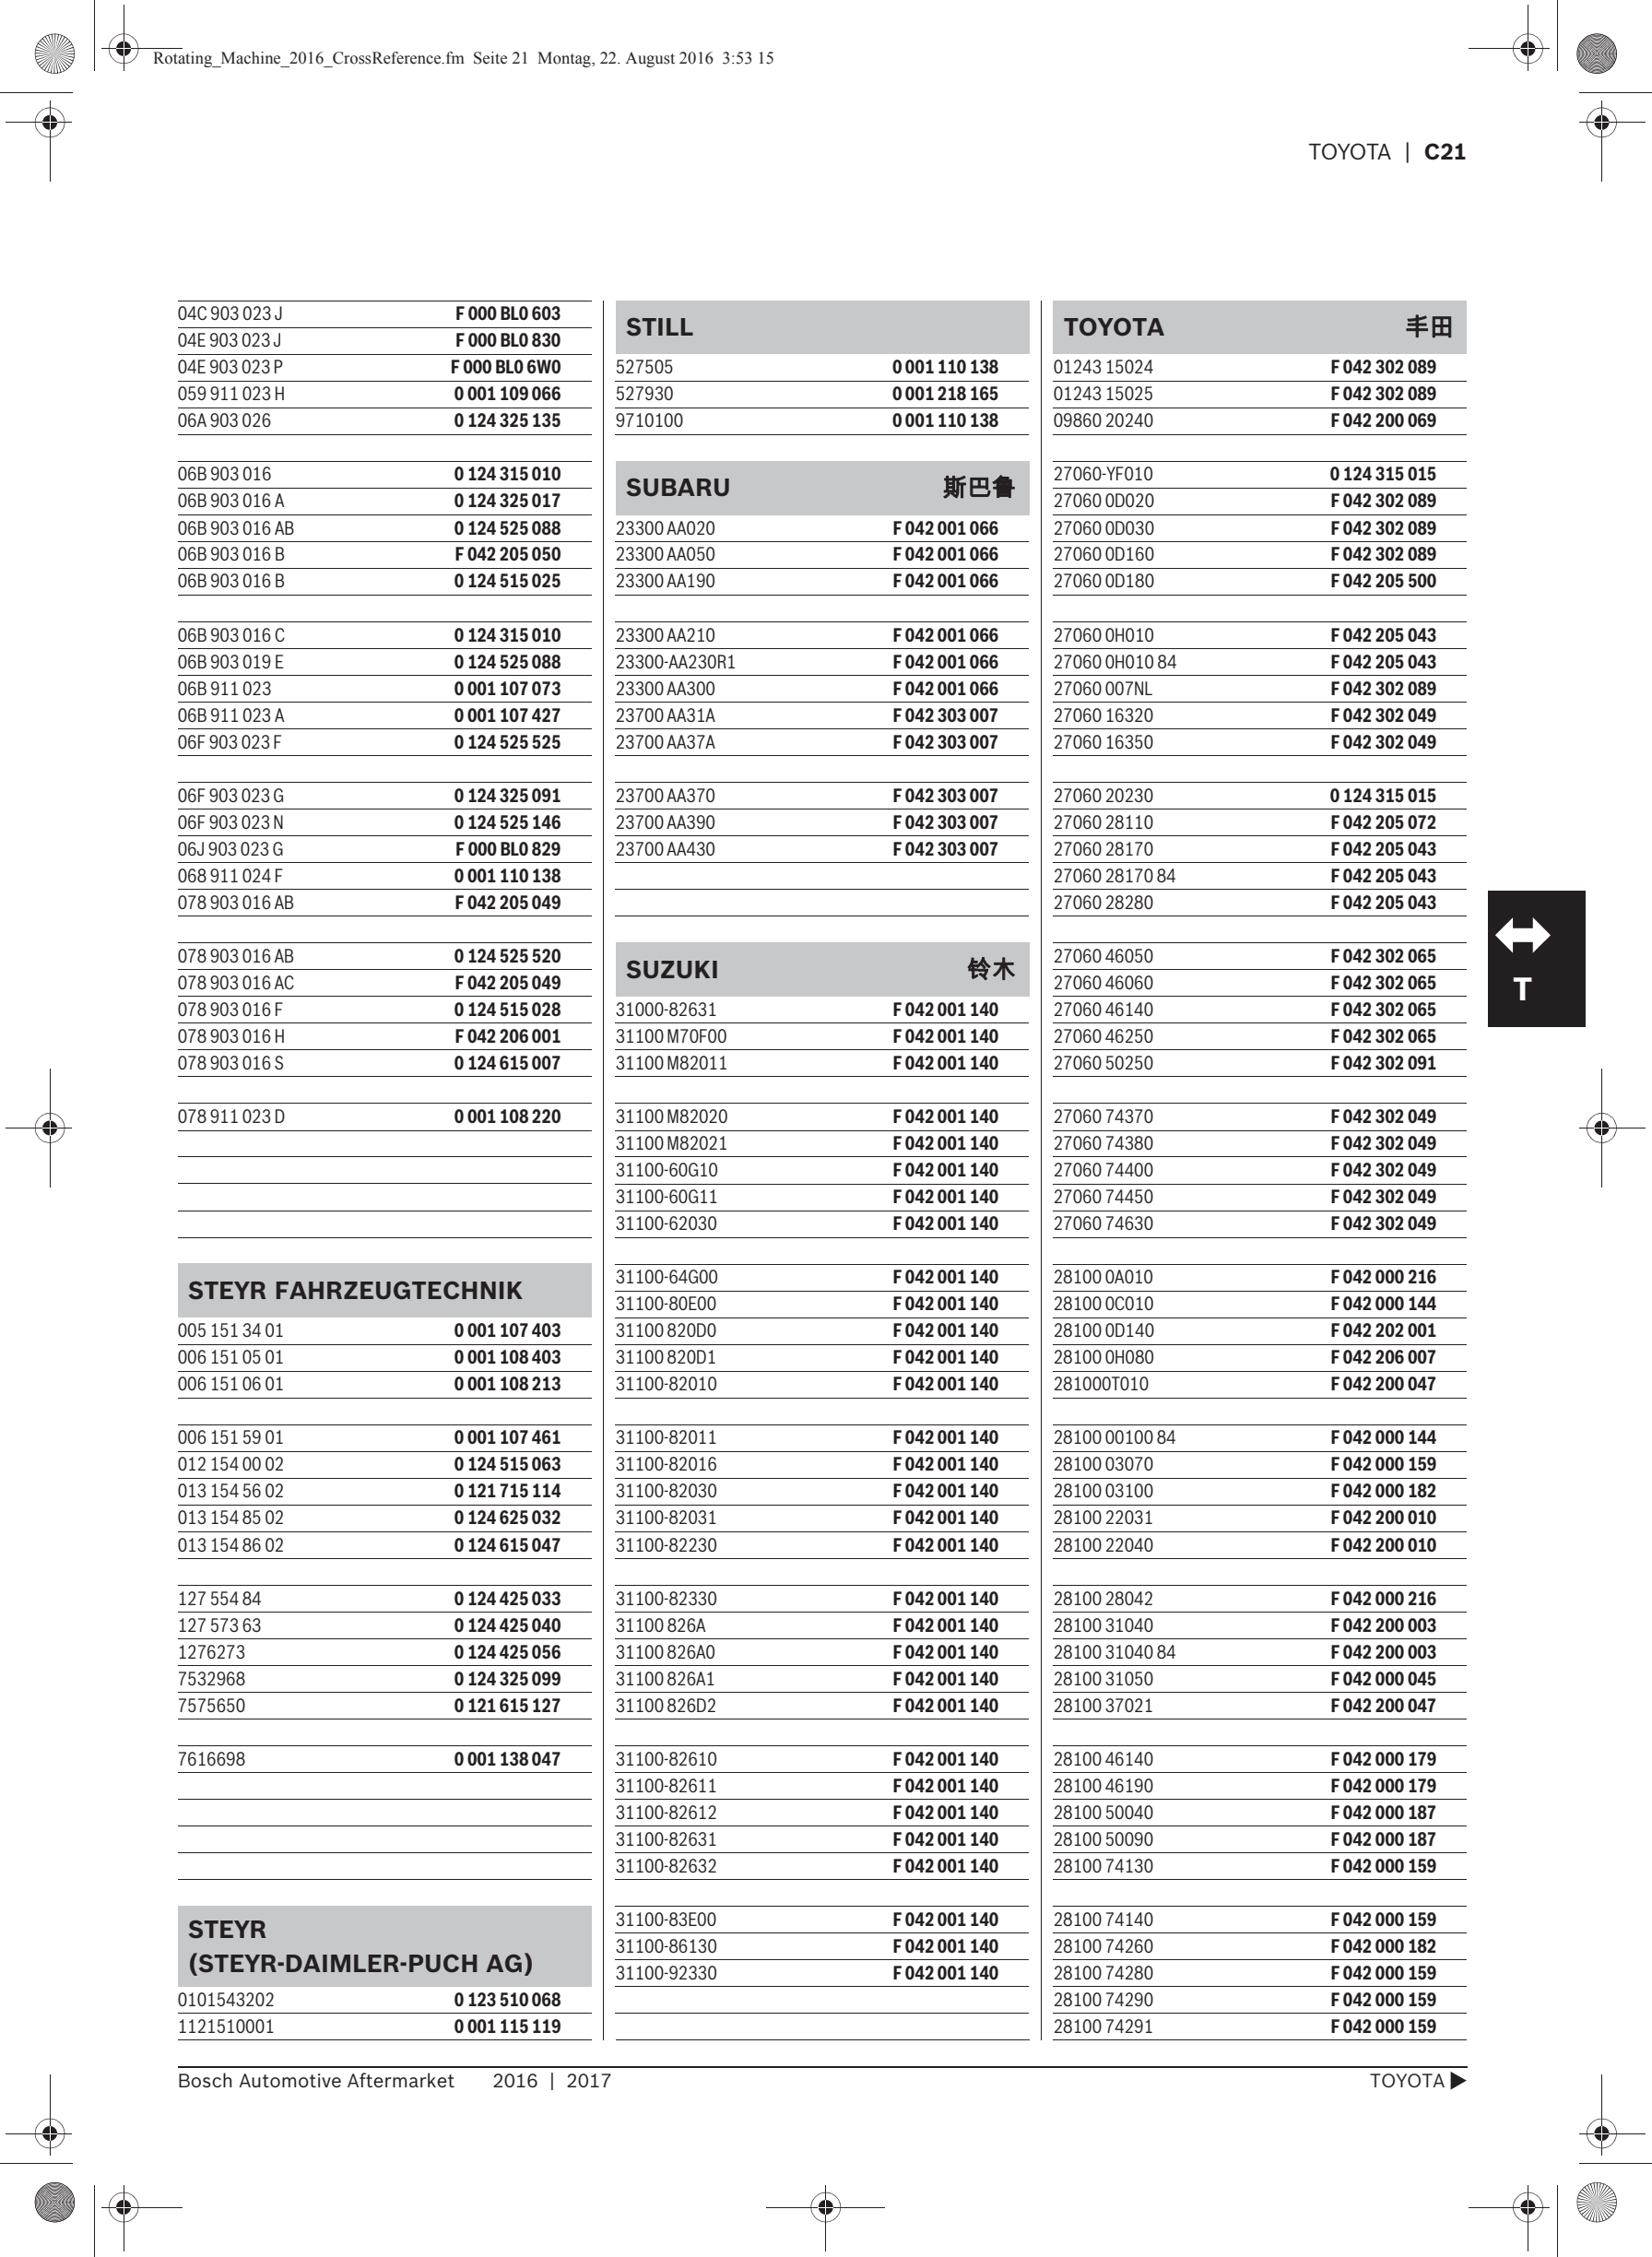 Rotating_Machine_2016_CrossReference.fm Seite 21 Montag, 22. August 2016 3:53 15
TOYOTA | C21
04C 903 023 J F 000 BL0 603
04E 903 023 J F 000 BL0 830
04E 903 023 P F 000 BL0 6W0
059 911 023 H 0 001 109 066
06A 903 026 0 124 325 135
06B 903 016 0 124 315 010
06B 903 016 A 0 124 325 017
06B 903 016 AB 0 124 525 088
06B 903 016 B F 042 205 050
06B 903 016 B 0 124 515 025
06B 903 016 C 0 124 315 010
06B 903 019 E 0 124 525 088
06B 911 023 0 001 107 073
06B 911 023 A 0 001 107 427
06F 903 023 F 0 124 525 525
06F 903 023 G 0 124 325 091
06F 903 023 N 0 124 525 146
06J 903 023 G F 000 BL0 829
068 911 024 F 0 001 110 138
078 903 016 AB F 042 205 049
078 903 016 AB 0 124 525 520
078 903 016 AC F 042 205 049
078 903 016 F 0 124 515 028
078 903 016 H F 042 206 001
078 903 016 S 0 124 615 007
078 911 023 D 0 001 108 220
STEYR FAHRZEUGTECHNIK
005 151 34 01 0 001 107 403
006 151 05 01 0 001 108 403
006 151 06 01 0 001 108 213
006 151 59 01 0 001 107 461
012 154 00 02 0 124 515 063
013 154 56 02 0 121 715 114
013 154 85 02 0 124 625 032
013 154 86 02 0 124 615 047
127 554 84 0 124 425 033
127 573 63 0 124 425 040
1276273 0 124 425 056
7532968 0 124 325 099
7575650 0 121 615 127
7616698 0 001 138 047
STEYR
(STEYR-DAIMLER-PUCH AG)
0101543202 0 123 510 068
1121510001 0 001 115 119
STILL
527505 0 001 110 138
527930 0 001 218 165
9710100 0 001 110 138
SUBARU 斯巴鲁
23300 AA020 F 042 001 066
23300 AA050 F 042 001 066
23300 AA190 F 042 001 066
23300 AA210 F 042 001 066
23300-AA230R1 F 042 001 066
23300 AA300 F 042 001 066
23700 AA31A F 042 303 007
23700 AA37A F 042 303 007
23700 AA370 F 042 303 007
23700 AA390 F 042 303 007
23700 AA430 F 042 303 007
SUZUKI 铃木
31000-82631 F 042 001 140
31100 M70F00 F 042 001 140
31100 M82011 F 042 001 140
31100 M82020 F 042 001 140
31100 M82021 F 042 001 140
31100-60G10 F 042 001 140
31100-60G11 F 042 001 140
31100-62030 F 042 001 140
31100-64G00 F 042 001 140
31100-80E00 F 042 001 140
31100 820D0 F 042 001 140
31100 820D1 F 042 001 140
31100-82010 F 042 001 140
31100-82011 F 042 001 140
31100-82016 F 042 001 140
31100-82030 F 042 001 140
31100-82031 F 042 001 140
31100-82230 F 042 001 140
31100-82330 F 042 001 140
31100 826A F 042 001 140
31100 826A0 F 042 001 140
31100 826A1 F 042 001 140
31100 826D2 F 042 001 140
31100-82610 F 042 001 140
31100-82611 F 042 001 140
31100-82612 F 042 001 140
31100-82631 F 042 001 140
31100-82632 F 042 001 140
31100-83E00 F 042 001 140
31100-86130 F 042 001 140
31100-92330 F 042 001 140
TOYOTA 丰田
01243 15024 F 042 302 089
01243 15025 F 042 302 089
09860 20240 F 042 200 069
27060-YF010 0 124 315 015
27060 0D020 F 042 302 089
27060 0D030 F 042 302 089
27060 0D160 F 042 302 089
27060 0D180 F 042 205 500
27060 0H010 F 042 205 043
27060 0H010 84 F 042 205 043
27060 007NL F 042 302 089
27060 16320 F 042 302 049
27060 16350 F 042 302 049
27060 20230 0 124 315 015
27060 28110 F 042 205 072
27060 28170 F 042 205 043
27060 28170 84 F 042 205 043
27060 28280 F 042 205 043
27060 46050 F 042 302 065
27060 46060 F 042 302 065
27060 46140 F 042 302 065
27060 46250 F 042 302 065
27060 50250 F 042 302 091
27060 74370 F 042 302 049
27060 74380 F 042 302 049
27060 74400 F 042 302 049
27060 74450 F 042 302 049
27060 74630 F 042 302 049
28100 0A010 F 042 000 216
28100 0C010 F 042 000 144
28100 0D140 F 042 202 001
28100 0H080 F 042 206 007
281000T010 F 042 200 047
28100 00100 84 F 042 000 144
28100 03070 F 042 000 159
28100 03100 F 042 000 182
28100 22031 F 042 200 010
28100 22040 F 042 200 010
28100 28042 F 042 000 216
28100 31040 F 042 200 003
28100 31040 84 F 042 200 003
28100 31050 F 042 000 045
28100 37021 F 042 200 047
28100 46140 F 042 000 179
28100 46190 F 042 000 179
28100 50040 F 042 000 187
28100 50090 F 042 000 187
28100 74130 F 042 000 159
28100 74140 F 042 000 159
28100 74260 F 042 000 182
28100 74280 F 042 000 159
28100 74290 F 042 000 159
28100 74291 F 042 000 159
T
Bosch Automotive Aftermarket 2016 | 2017
TOYOTA ▶